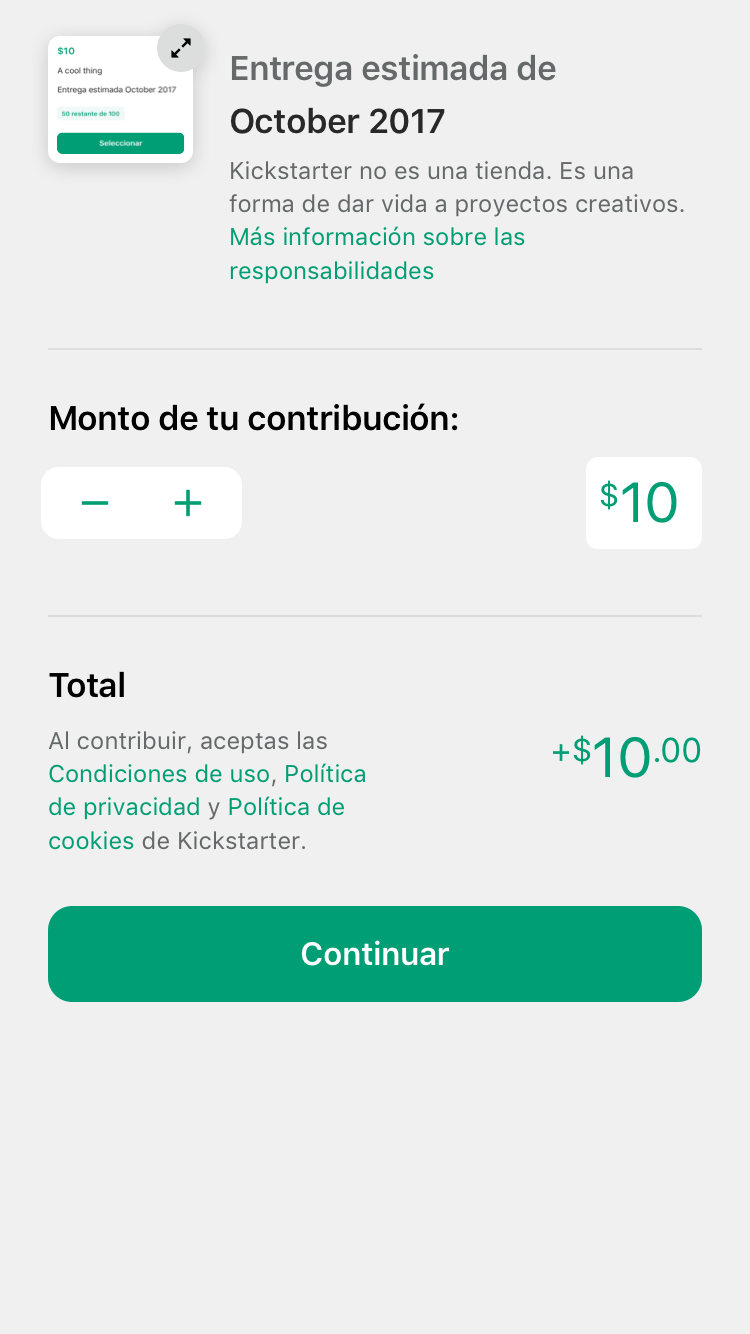 $10
A cool thing
Entrega estimada October 2017
50 restante de 100
Seleccionar
Entrega estimada de
October 2017
Kickstarter no es una tienda. Es una
forma de dar vida a proyectos creativos.
Más información sobre las
responsabilidades
Monto de tu contribución:
$10
Total
Al contribuir, aceptas las
Condiciones de uso, Política
de privacidad y Política de
cookies de Kickstarter.
+$10.00
Continuar